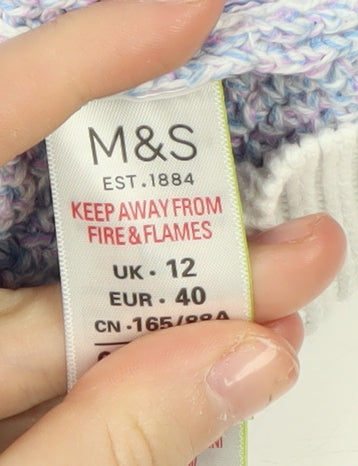 M&S
EST. 1884
KEEP AWAY FROM
FIRE & FLAMES
UK · 12
EUR · 40
CN · 165/88A